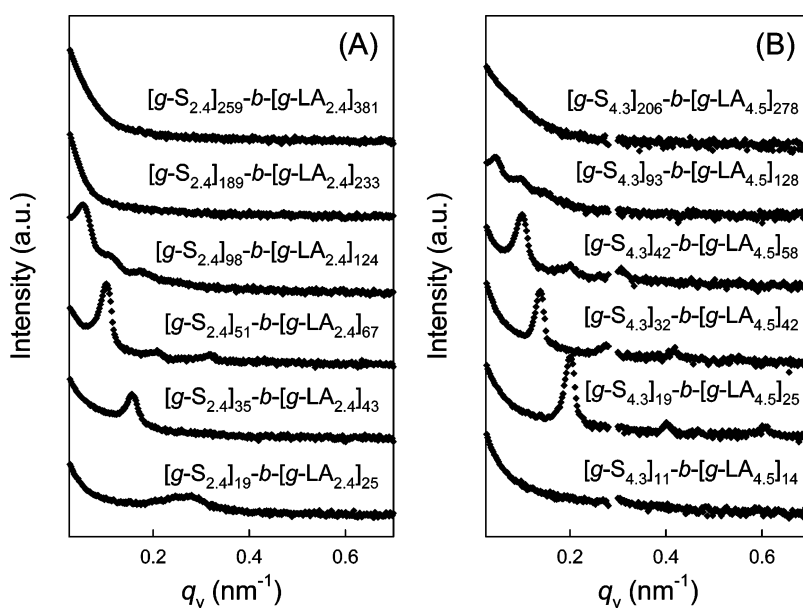 (A)
[g-S2.4]259-b-[g-LA2.4]381
[g-S2.4]189-b-[g-LA2.4]233
[g-S2.4]98-b-[g-LA2.4]124
[g-S2.4]51-b-[g-LA2.4]67
[g-S2.4]35-b-[g-LA2.4]43
[g-S2.4]19-b-[g-LA2.4]25
Intensity (a.u.)
0.2 0.4 0.6
qv (nm-1)
(B)
[g-S4.3]206-b-[g-LA4.5]278
[g-S4.3]93-b-[g-LA4.5]128
[g-S4.3]42-b-[g-LA4.5]58
[g-S4.3]32-b-[g-LA4.5]42
[g-S4.3]19-b-[g-LA4.5]25
[g-S4.3]11-b-[g-LA4.5]14
Intensity (a.u.)
0.2 0.4 0.6
qv (nm-1)